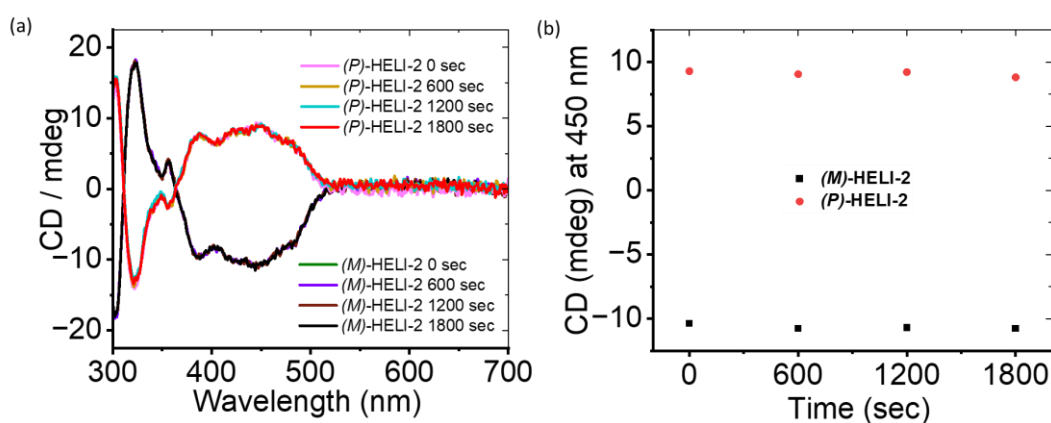 (a)
CD / mdeg
20
10
0
−10
−20
(P)-HELI-2 0 sec
(P)-HELI-2 600 sec
(P)-HELI-2 1200 sec
(P)-HELI-2 1800 sec
(M)-HELI-2 0 sec
(M)-HELI-2 600 sec
(M)-HELI-2 1200 sec
(M)-HELI-2 1800 sec
300 400 500 600 700
Wavelength (nm)
(b)
CD (mdeg) at 450 nm
10
5
0
−5
−10
(M)-HELI-2
(P)-HELI-2
0 600 1200 1800
Time (sec)